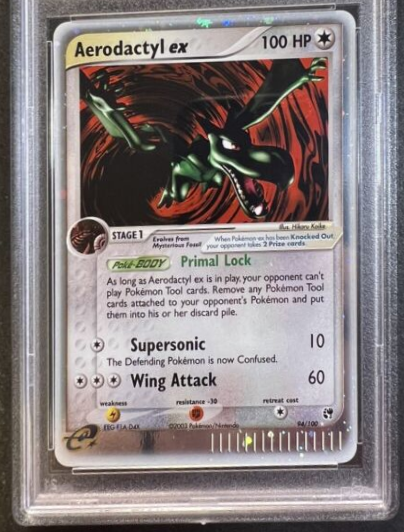 Aerodactyl ex 100 HP
Illus. Hikaru Koike
STAGE 1
Evolves from
Mysterious Fossil
When Pokémon-ex has been Knocked Out,
your opponent takes 2 Prize cards.
Poké-BODY Primal Lock
As long as Aerodactyl ex is in play, your opponent can't
play Pokémon Tool cards. Remove any Pokémon Tool
cards attached to your opponent's Pokémon and put
them into his or her discard pile.
Supersonic 10
The Defending Pokémon is now Confused.
Wing Attack 60
weakness resistance -30 retreat cost
©2003 Pokémon/Nintendo 94/100
e